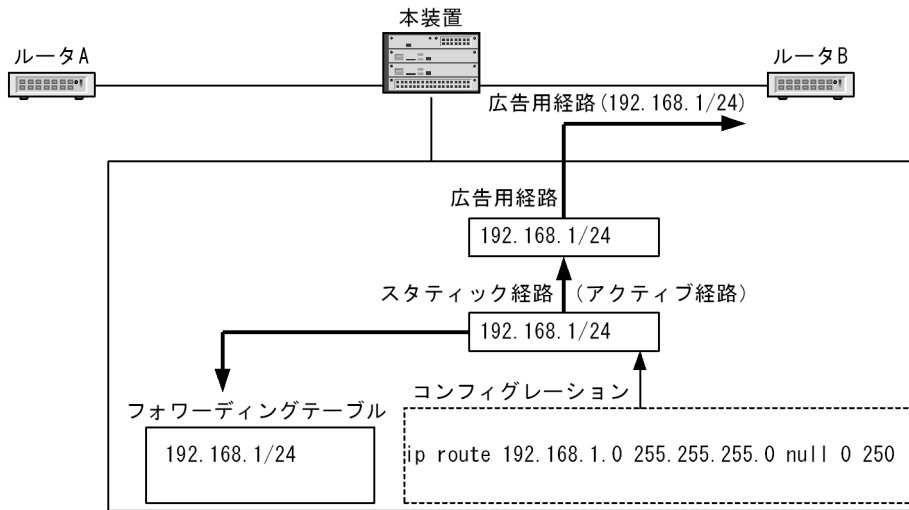 本装置
ルータA
ルータB
広告用経路(192.168.1/24)
広告用経路
192.168.1/24
スタティック経路 (アクティブ経路)
192.168.1/24
コンフィグレーション
フォワーディングテーブル
192.168.1/24
ip route 192.168.1.0 255.255.255.0 null 0 250